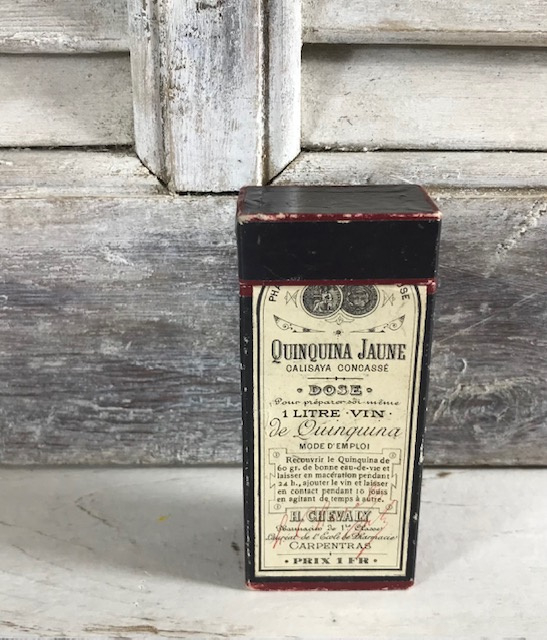 QUINQUINA JAUNE
CALISAYA CONCASSÉ
DOSE
Pour préparer soi-même
1 LITRE · VIN ·
de Quinquina
MODE D'EMPLOI
Recouvrir le Quinquina de
60 gr. de bonne eau-de-vie et
laisser en macération pendant
24 h., ajouter le vin et laisser
en contact pendant 10 jours
en agitant de temps à autre.
H. CHEVALY
Pharmacien de 1re Classe
Lauréat de l'École de Pharmacie
CARPENTRAS
· PRIX 1 FR ·